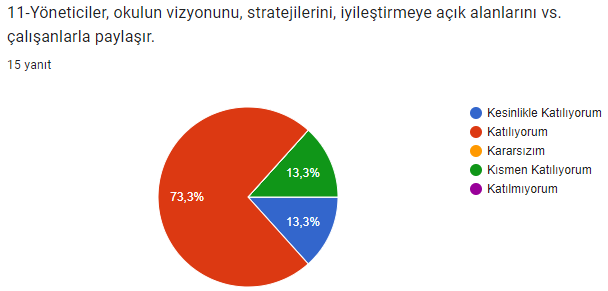 11-Yöneticiler, okulun vizyonunu, stratejilerini, iyileştirmeye açık alanlarını vs.
çalışanlarla paylaşır.
15 yanıt
Kesinlikle Katılıyorum
Katılıyorum
Kararsızım
Kısmen Katılıyorum
Katılmıyorum
13,3%
73,3%
13,3%